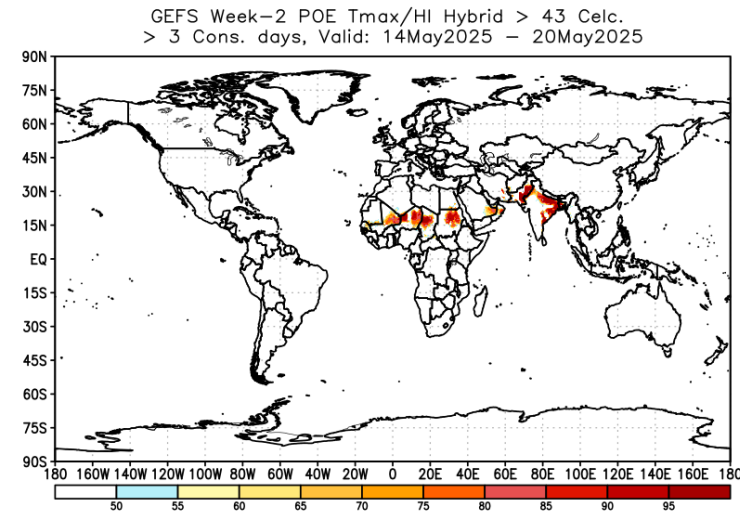 GEFS Week-2 POE Tmax/HI Hybrid > 43 Celc.
> 3 Cons. days, Valid: 14May2025 - 20May2025
90N
75N
60N
45N
30N
15N
EQ
15S
30S
45S
60S
75S
90S
180 160W 140W 120W 100W 80W 60W 40W 20W 0 20E 40E 60E 80E 100E 120E 140E 160E 180
50 55 60 65 70 75 80 85 90 95